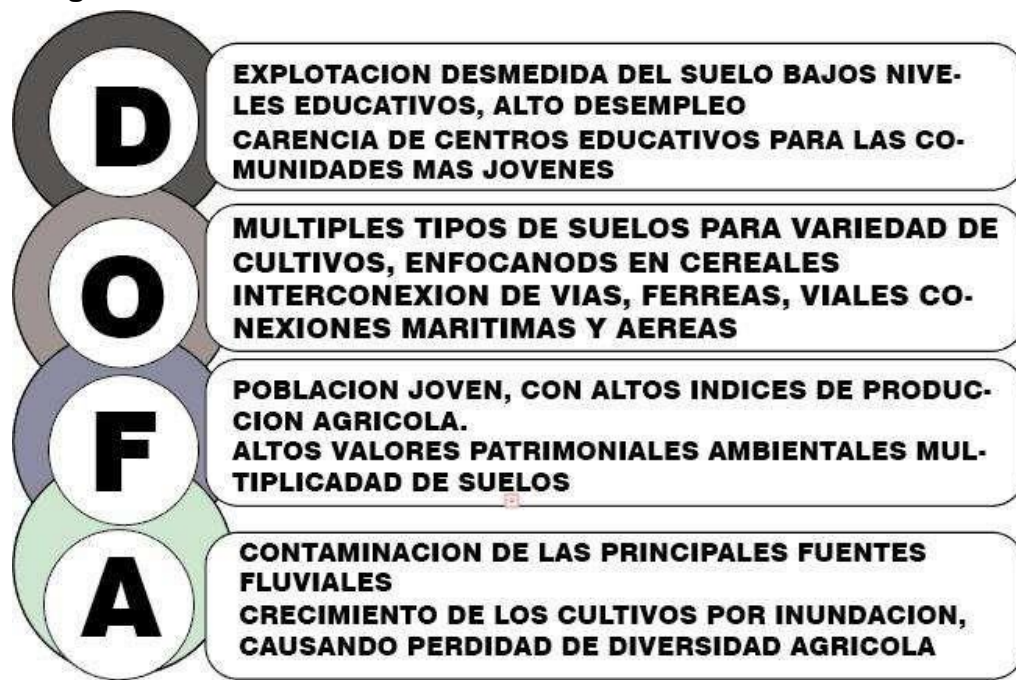 D
EXPLOTACION DESMEDIDA DEL SUELO BAJOS NIVE-
LES EDUCATIVOS, ALTO DESEMPLEO
CARENCIA DE CENTROS EDUCATIVOS PARA LAS CO-
MUNIDADES MAS JOVENES
O
MULTIPLES TIPOS DE SUELOS PARA VARIEDAD DE
CULTIVOS, ENFOCANODS EN CEREALES
INTERCONEXION DE VIAS, FERREAS, VIALES CO-
NEXIONES MARITIMAS Y AEREAS
F
POBLACION JOVEN, CON ALTOS INDICES DE PRODUC-
CION AGRICOLA.
ALTOS VALORES PATRIMONIALES AMBIENTALES MUL-
TIPLICADAD DE SUELOS
A
CONTAMINACION DE LAS PRINCIPALES FUENTES
FLUVIALES
CRECIMIENTO DE LOS CULTIVOS POR INUNDACION,
CAUSANDO PERDIDAD DE DIVERSIDAD AGRICOLA